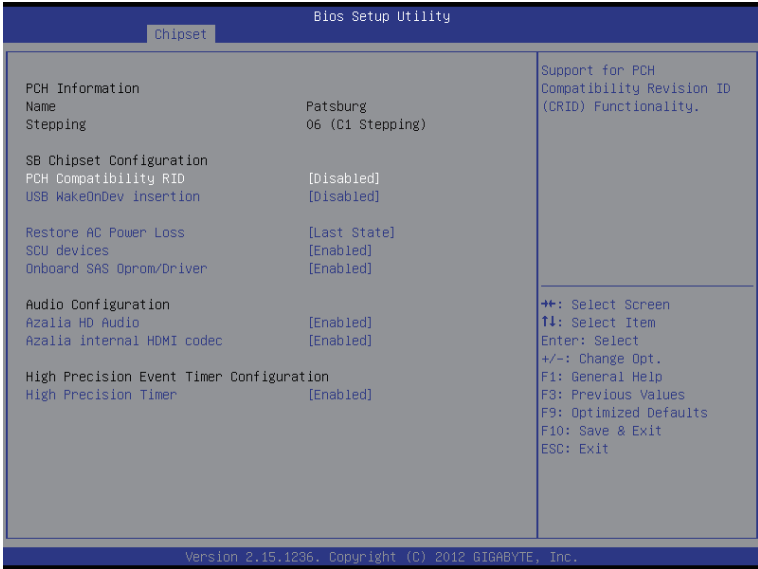 Bios Setup Utility
Chipset
PCH Information
Name Patsburg
Stepping 06 (C1 Stepping)
SB Chipset Configuration
PCH Compatibility RID [Disabled]
USB WakeOnDev insertion [Disabled]
Restore AC Power Loss [Last State]
SCU devices [Enabled]
Onboard SAS Oprom/Driver [Enabled]
Audio Configuration
Azalia HD Audio [Enabled]
Azalia internal HDMI codec [Enabled]
High Precision Event Timer Configuration
High Precision Timer [Enabled]
Support for PCH
Compatibility Revision ID
(CRID) Functionality.
→←: Select Screen
↑↓: Select Item
Enter: Select
+/-: Change Opt.
F1: General Help
F3: Previous Values
F9: Optimized Defaults
F10: Save & Exit
ESC: Exit
Version 2.15.1236. Copyright (C) 2012 GIGABYTE, Inc.